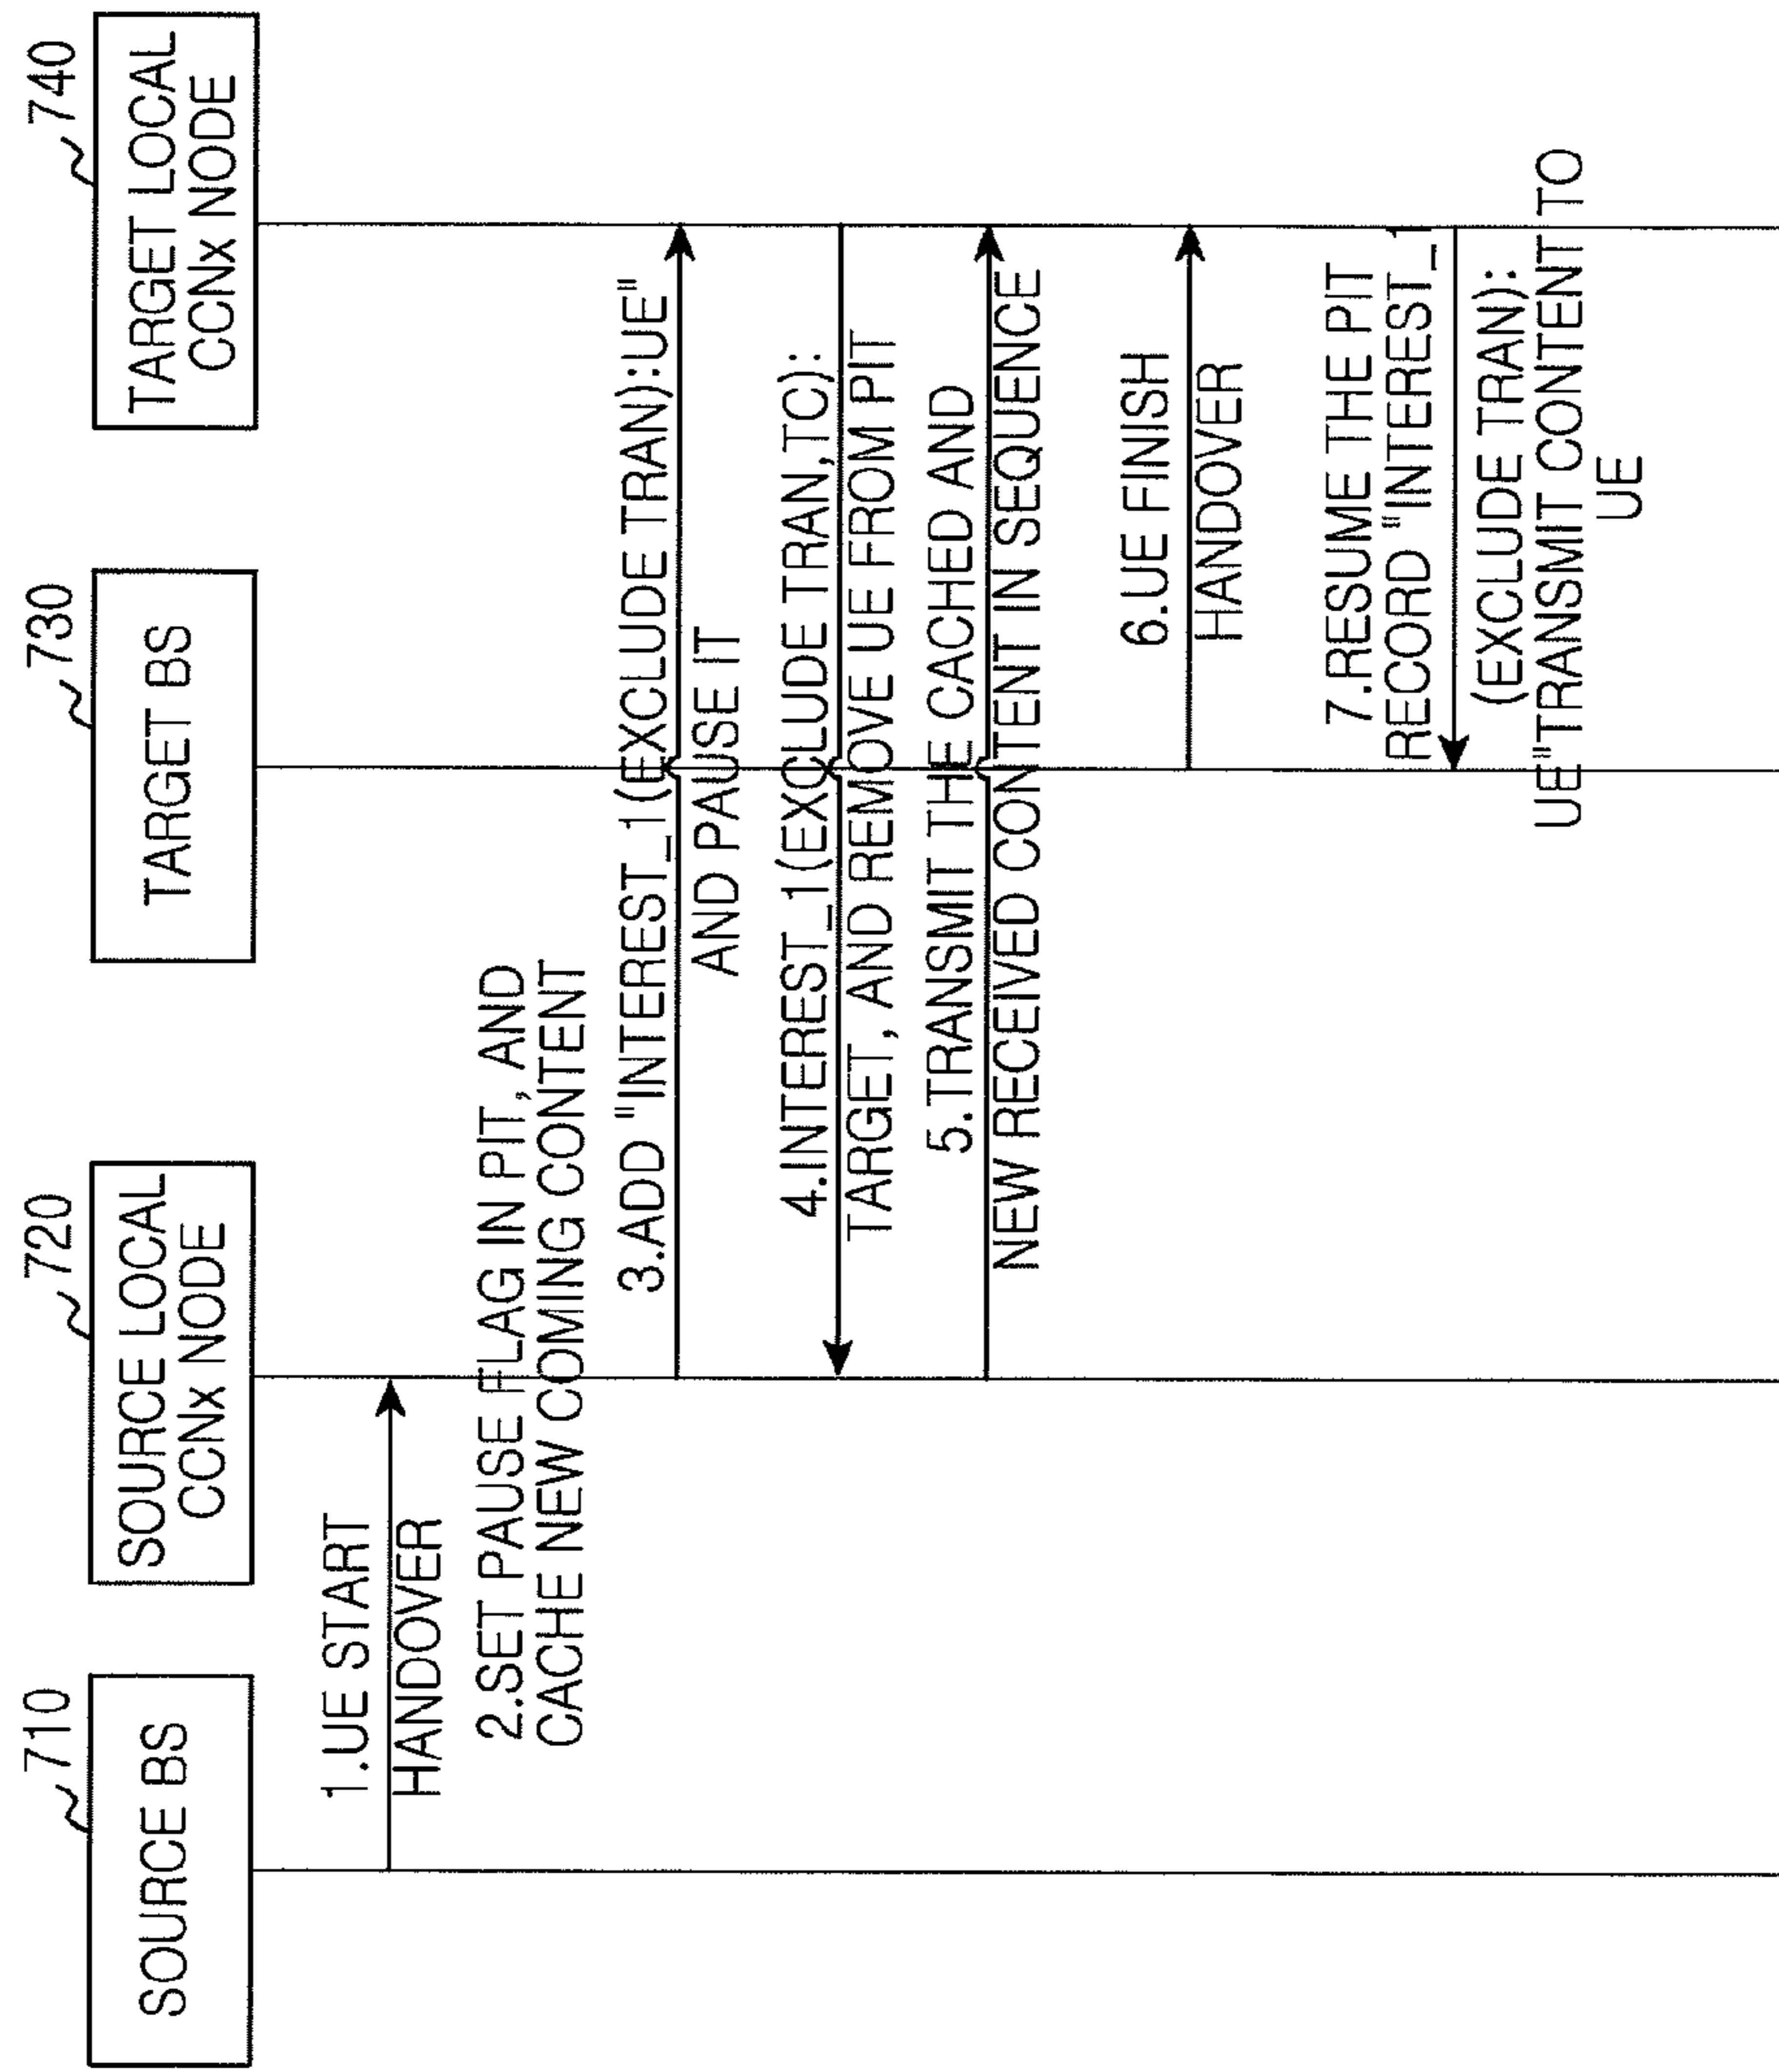 710
SOURCE BS
720
SOURCE LOCAL
CCNx NODE
730
TARGET BS
740
TARGET LOCAL
CCNx NODE
1.UE START
HANDOVER
2.SET PAUSE FLAG IN PIT, AND
CACHE NEW COMING CONTENT
3.ADD "INTEREST_1(EXCLUDE TRAN):UE"
AND PAUSE IT
4.INTEREST_1(EXCLUDE TRAN,TC):
TARGET, AND REMOVE UE FROM PIT
5.TRANSMIT THE CACHED AND
NEW RECEIVED CONTENT IN SEQUENCE
6.UE FINISH
HANDOVER
7.RESUME THE PIT
RECORD "INTEREST_1
(EXCLUDE TRAN):
UE"TRANSMIT CONTENT TO
UE